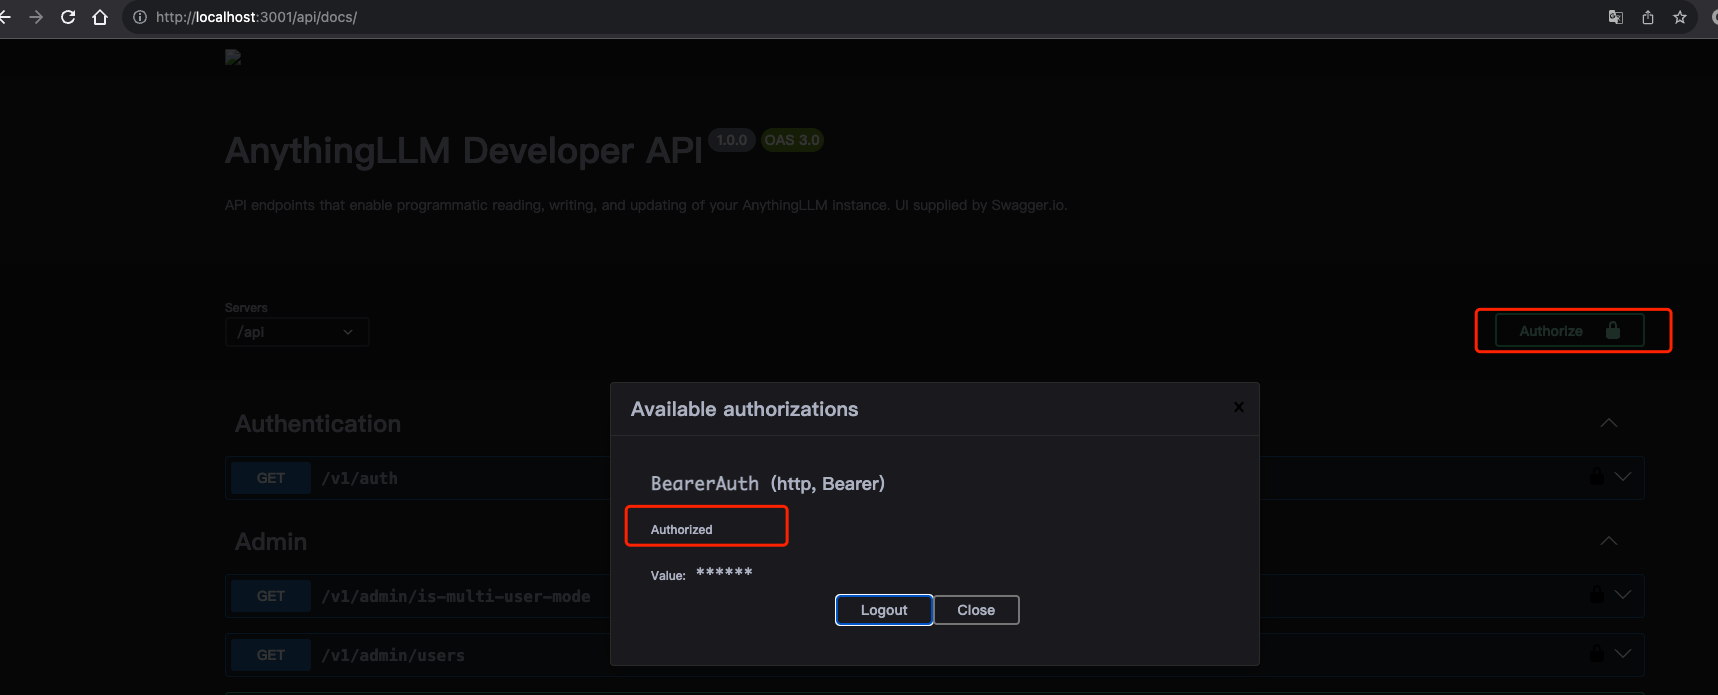 http://localhost:3001/api/docs/
AnythingLLM Developer API 1.0.0 OAS 3.0
API endpoints that enable programmatic reading, writing, and updating of your AnythingLLM instance. UI supplied by Swagger.io.
Servers
/api
Authorize
Available authorizations
Authentication
BearerAuth (http, Bearer)
GET /v1/auth
Authorized
Admin
Value: ******
GET /v1/admin/is-multi-user-mode
Logout Close
GET /v1/admin/users